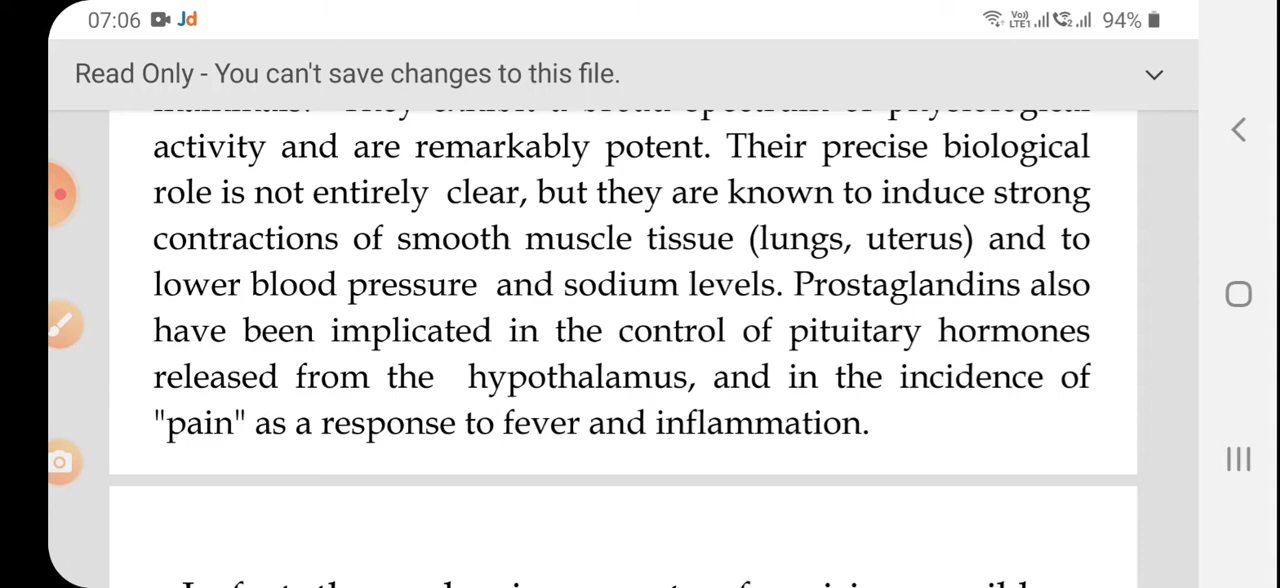 07:06 Jd
Vo) LTE1 2 94%
Read Only - You can't save changes to this file.
activity and are remarkably potent. Their precise biological
role is not entirely clear, but they are known to induce strong
contractions of smooth muscle tissue (lungs, uterus) and to
lower blood pressure and sodium levels. Prostaglandins also
have been implicated in the control of pituitary hormones
released from the hypothalamus, and in the incidence of
"pain" as a response to fever and inflammation.